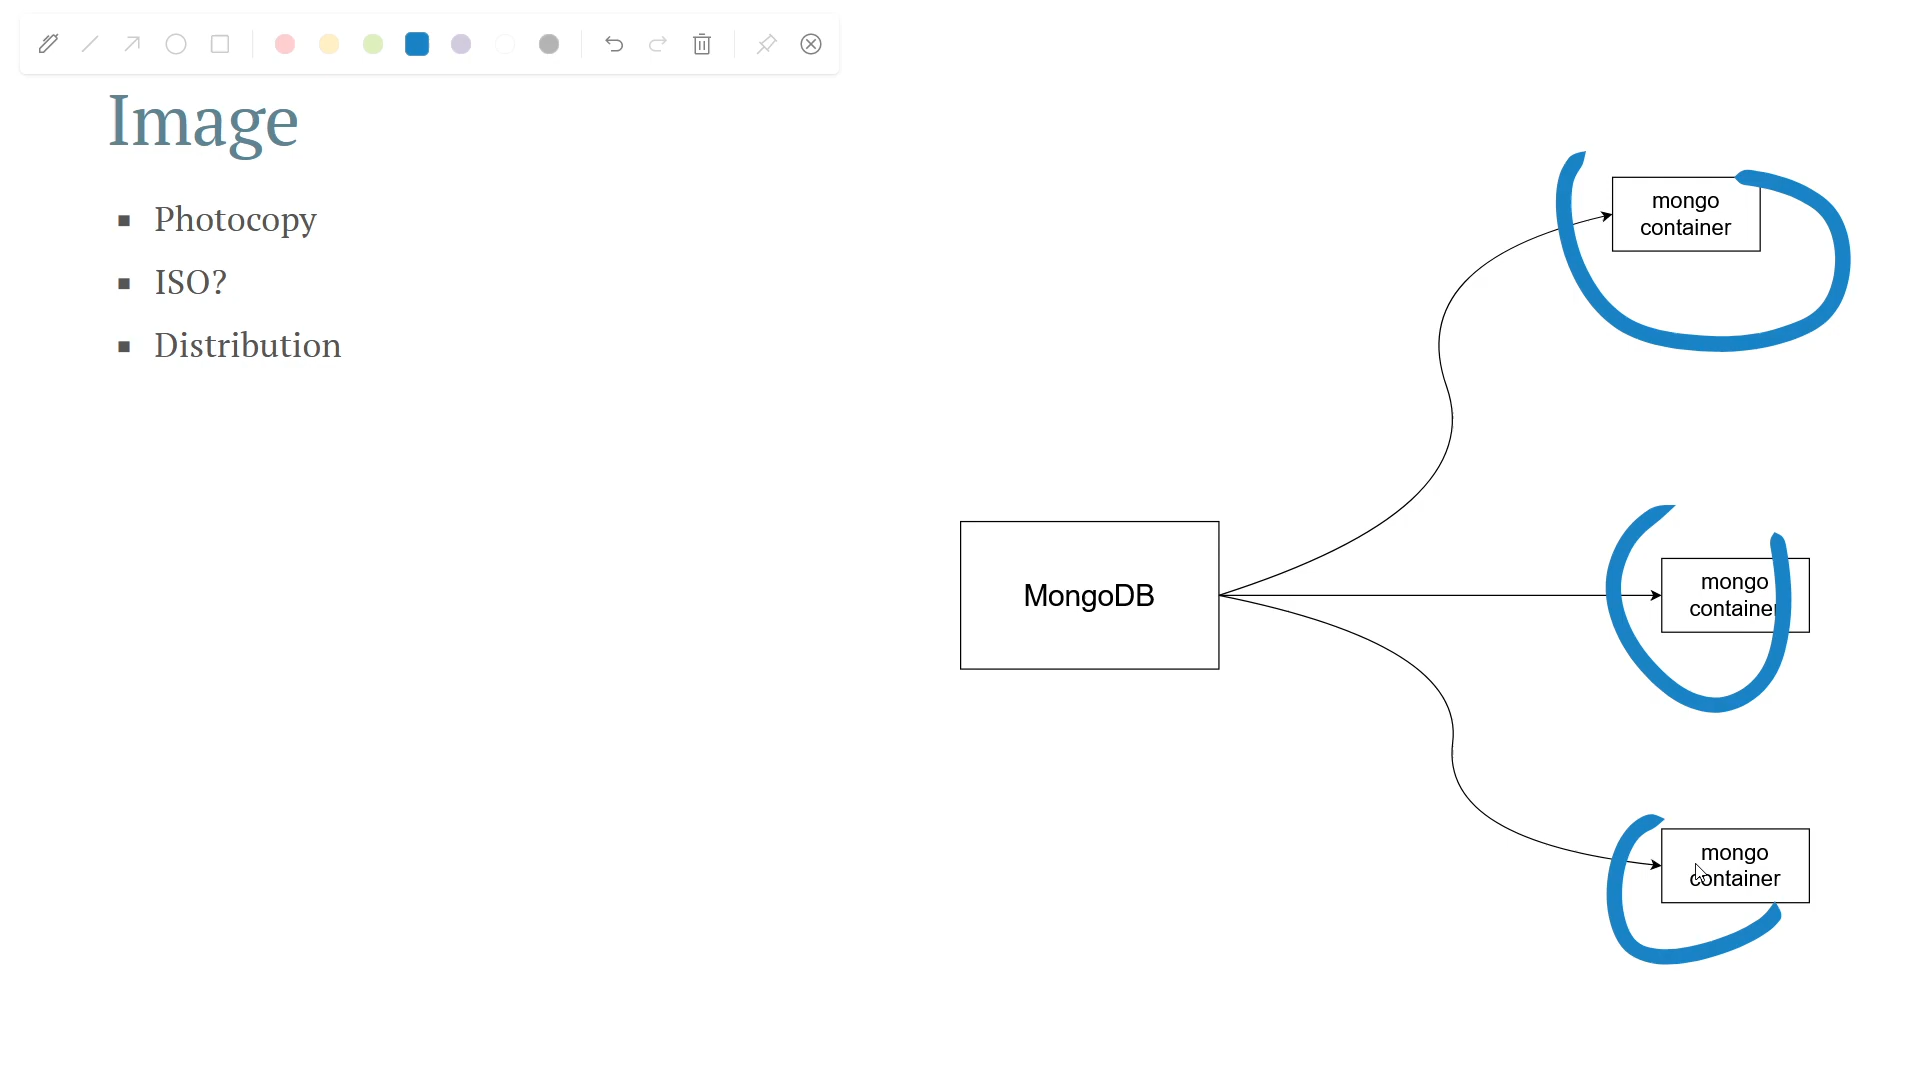 Image
Photocopy
ISO?
Distribution
mongo
container
MongoDB
mongo
container
mongo
container